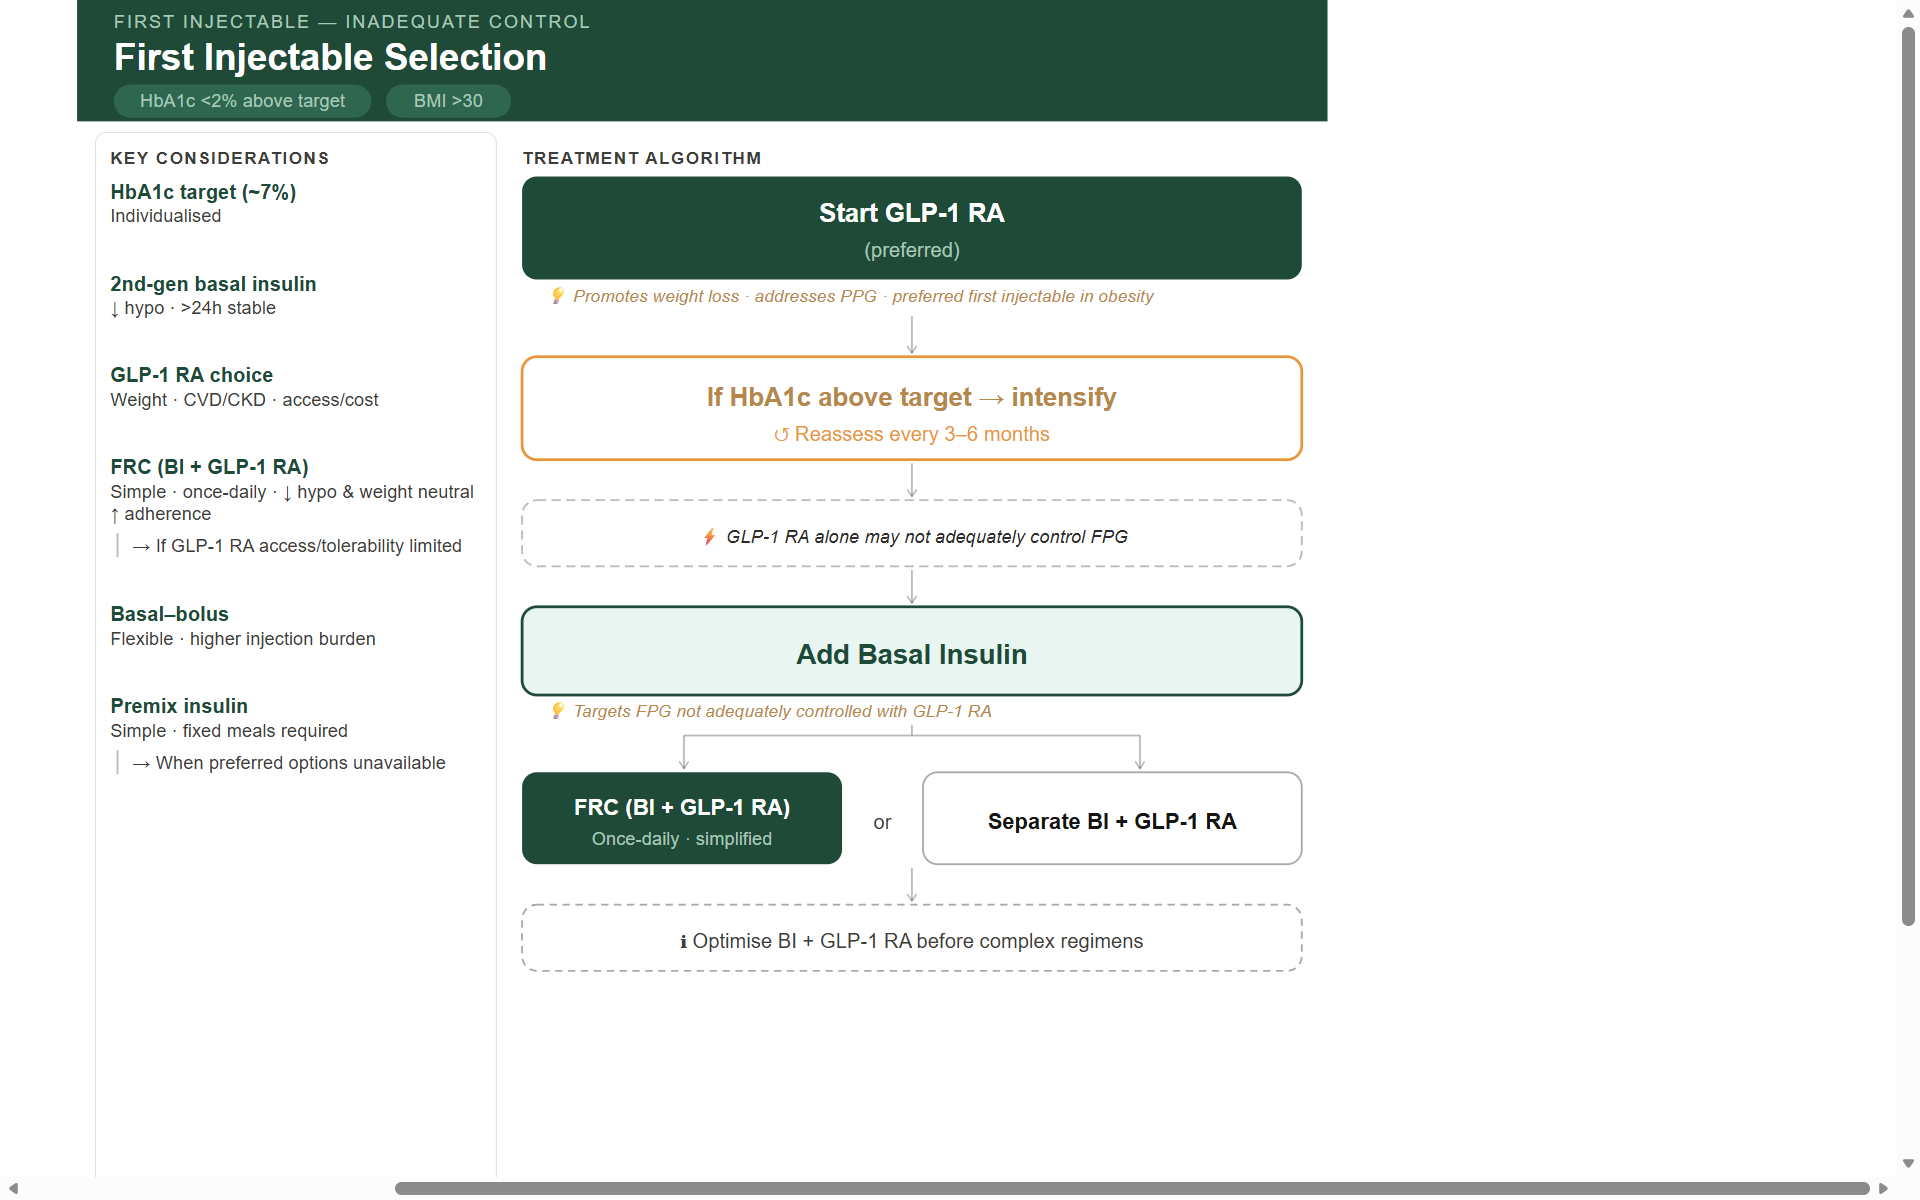 FIRST INJECTABLE — INADEQUATE CONTROL
First Injectable Selection
HbA1c <2% above target
BMI >30
KEY CONSIDERATIONS
HbA1c target (~7%)
Individualised
2nd-gen basal insulin
↓ hypo · >24h stable
GLP-1 RA choice
Weight · CVD/CKD · access/cost
FRC (BI + GLP-1 RA)
Simple · once-daily · ↓ hypo & weight neutral
↑ adherence
→ If GLP-1 RA access/tolerability limited
Basal–bolus
Flexible · higher injection burden
Premix insulin
Simple · fixed meals required
→ When preferred options unavailable
TREATMENT ALGORITHM
Start GLP-1 RA
(preferred)
💡 Promotes weight loss · addresses PPG · preferred first injectable in obesity
If HbA1c above target → intensify
↺ Reassess every 3–6 months
⚡ GLP-1 RA alone may not adequately control FPG
Add Basal Insulin
💡 Targets FPG not adequately controlled with GLP-1 RA
FRC (BI + GLP-1 RA)
Once-daily · simplified
or
Separate BI + GLP-1 RA
ℹ Optimise BI + GLP-1 RA before complex regimens